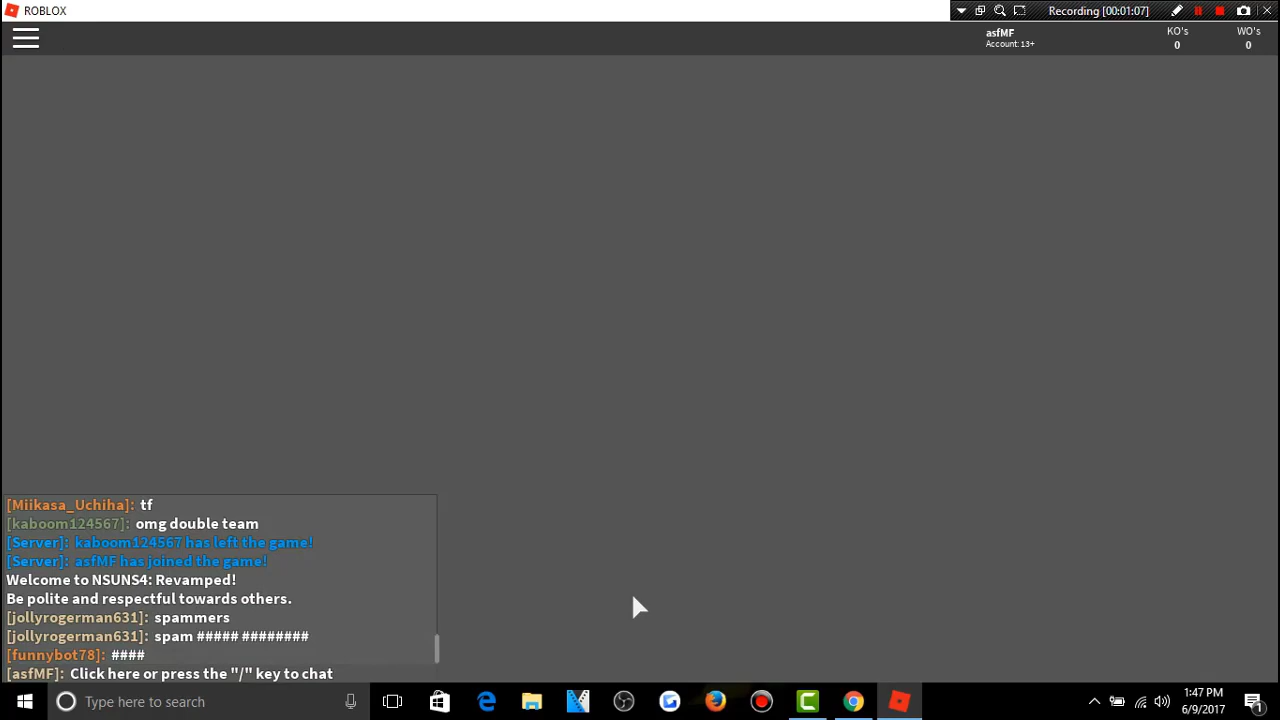 ROBLOX
Recording [00:01:07]
asfMF
Account: 13+
KO's
0
WO's
0
[Miikasa_Uchiha]: tf
[kaboom124567]: omg double team
[Server]: kaboom124567 has left the game!
[Server]: asfMF has joined the game!
Welcome to NSUNS4: Revamped!
Be polite and respectful towards others.
[jollyrogerman631]: spammers
[jollyrogerman631]: spam ##### ########
[funnybot78]: ####
[asfMF]: Click here or press the "/" key to chat
Type here to search
1:47 PM
6/9/2017
1